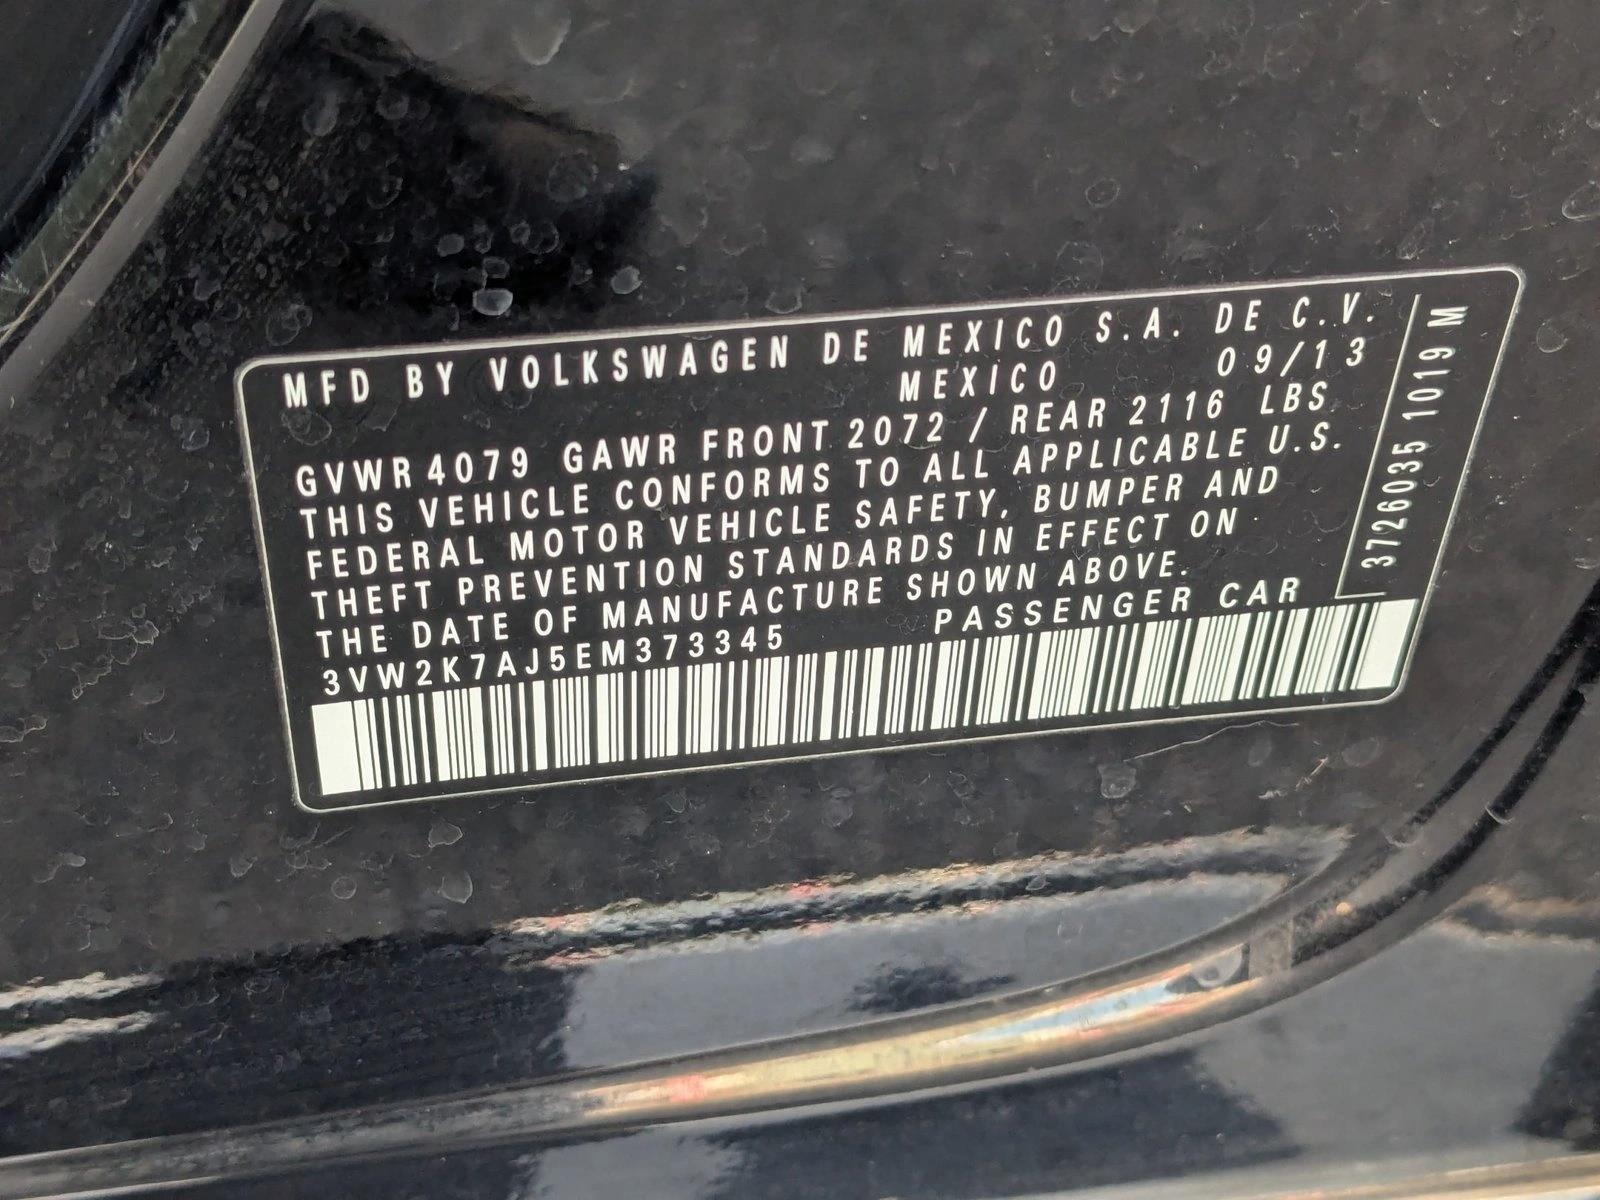 MFD BY VOLKSWAGEN DE MEXICO S.A. DE C.V.
MEXICO 09/13
GVWR 4079 GAWR FRONT 2072 / REAR 2116 LBS
THIS VEHICLE CONFORMS TO ALL APPLICABLE U.S.
FEDERAL MOTOR VEHICLE SAFETY, BUMPER AND
THEFT PREVENTION STANDARDS IN EFFECT ON
THE DATE OF MANUFACTURE SHOWN ABOVE.
3VW2K7AJ5EM373345 PASSENGER CAR
3726035 1019 M